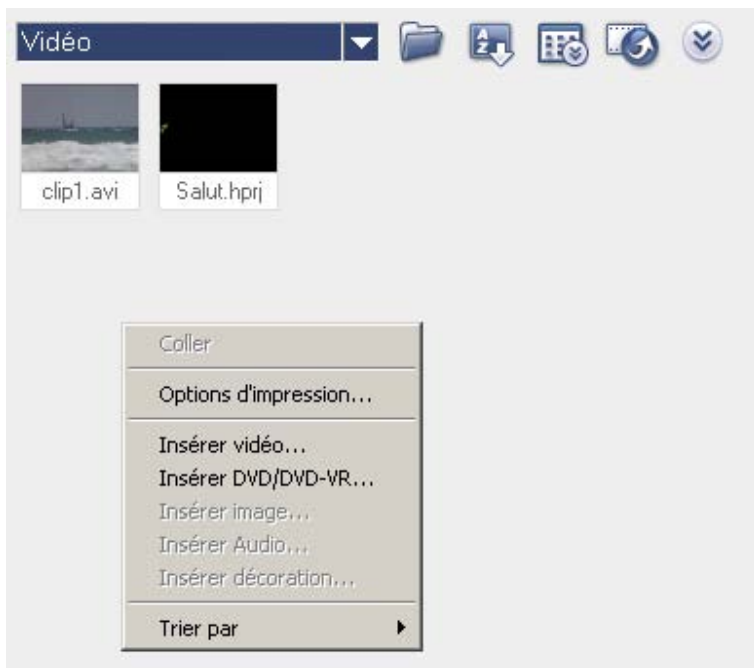 Vidéo
A
Z
clip1.avi
Salut.hprj
Coller
Options d'impression...
Insérer vidéo...
Insérer DVD/DVD-VR...
Insérer image...
Insérer Audio...
Insérer décoration...
Trier par